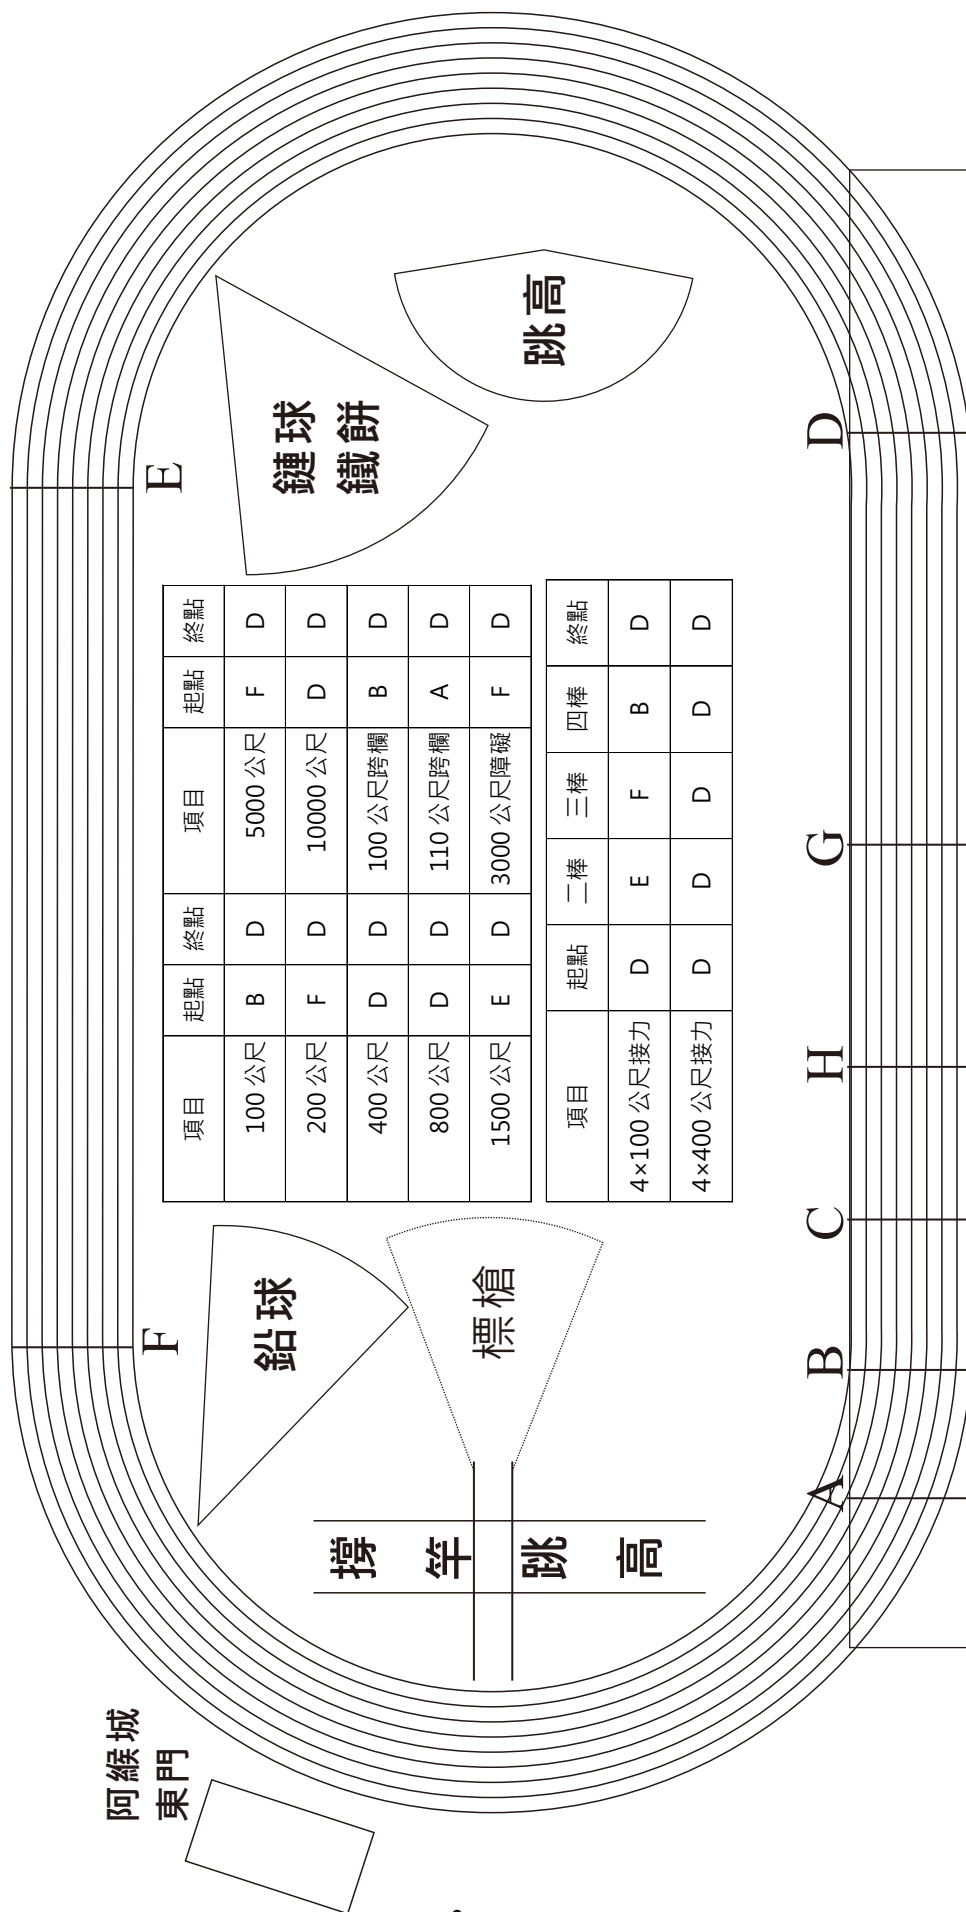 阿緱城
東門
F
E
鉛球
鏈球
鐵餅
跳高
標槍
撐竿跳高
項目 起點 終點 項目 起點 終點
100 公尺 B D 5000 公尺 F D
200 公尺 F D 10000 公尺 D D
400 公尺 D D 100 公尺跨欄 B D
800 公尺 D D 110 公尺跨欄 A D
1500 公尺 E D 3000 公尺障礙 F D
項目 起點 二棒 三棒 四棒 終點
4×100 公尺接力 D E F B D
4×400 公尺接力 D D D D D
A B C H G D